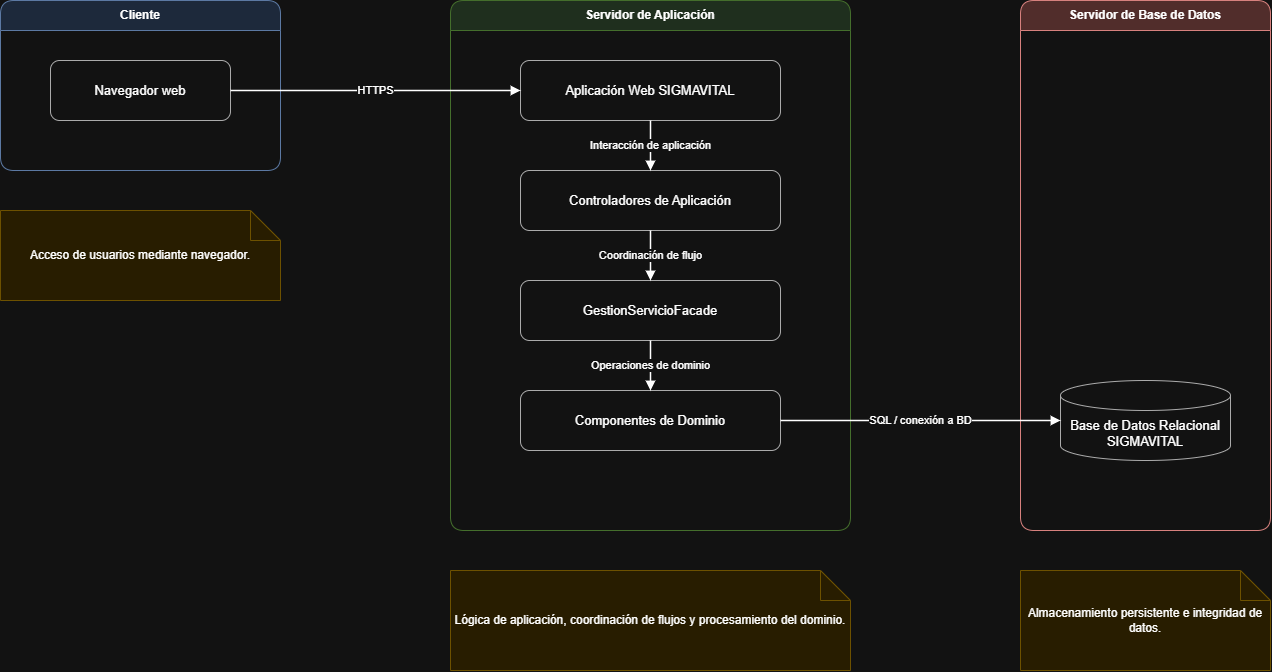 Cliente
Servidor de Aplicación
Servidor de Base de Datos
Navegador web
HTTPS
Aplicación Web SIGMAVITAL
Interacción de aplicación
Controladores de Aplicación
Coordinación de flujo
Acceso de usuarios mediante navegador.
GestionServicioFacade
Operaciones de dominio
Componentes de Dominio
SQL / conexión a BD
Base de Datos Relacional
SIGMAVITAL
Lógica de aplicación, coordinación de flujos y procesamiento del dominio.
Almacenamiento persistente e integridad de
datos.